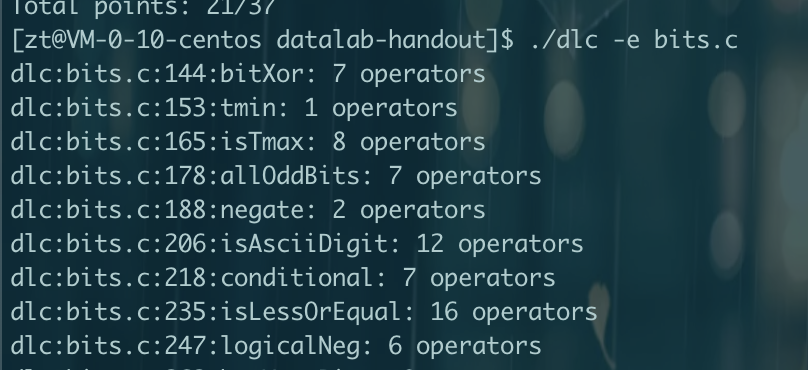 Total points: 21/37
[zt@VM-0-10-centos datalab-handout]$ ./dlc -e bits.c
dlc:bits.c:144:bitXor: 7 operators
dlc:bits.c:153:tmin: 1 operators
dlc:bits.c:165:isTmax: 8 operators
dlc:bits.c:178:allOddBits: 7 operators
dlc:bits.c:188:negate: 2 operators
dlc:bits.c:206:isAsciiDigit: 12 operators
dlc:bits.c:218:conditional: 7 operators
dlc:bits.c:235:isLessOrEqual: 16 operators
dlc:bits.c:247:logicalNeg: 6 operators